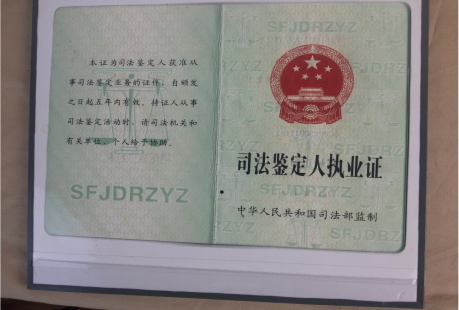 本证为司法鉴定人获准从
事司法鉴定业务的证件，自颁发
之日起五年内有效。持证人从事
司法鉴定活动时，请司法机关和
有关单位、个人给予协助。
SFJDRZYZ
SFJDRZYZ
司法鉴定人执业证
中华人民共和国司法部监制